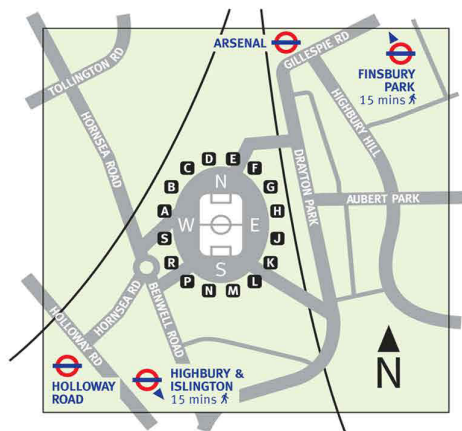 ARSENAL
GILLESPIE RD
FINSBURY
PARK
15 mins
TOLLINGTON RD
HORNSEA ROAD
HIGHBURY HILL
DRAYTON PARK
AUBERT PARK
D
E
C
F
B
N
G
A
W
E
H
S
J
R
S
K
P
N
M
L
HORNSEA RD
BENWELL ROAD
HOLLOWAY RD
HOLLOWAY
ROAD
HIGHBURY &
ISLINGTON
15 mins
N